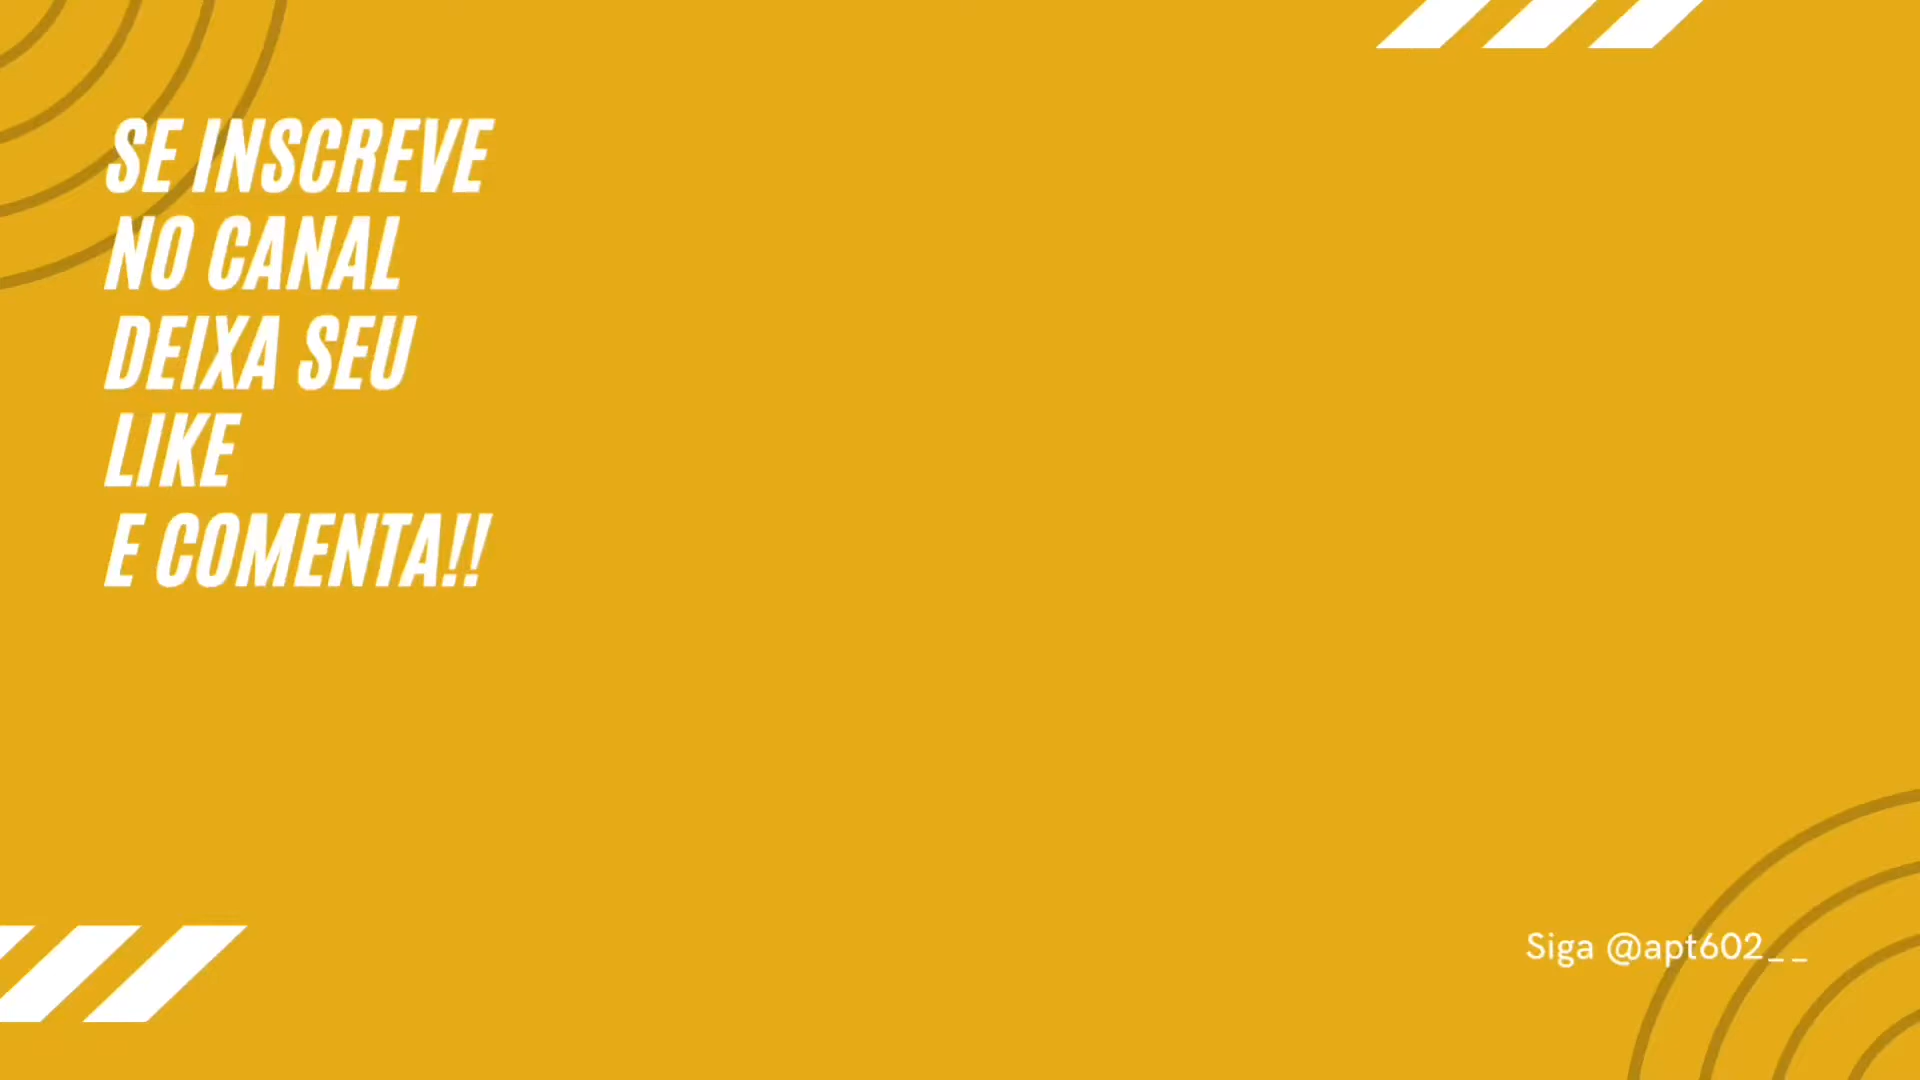 SE INSCREVE
NO CANAL
DEIXA SEU
LIKE
E COMENTA!!
Siga @apt602__